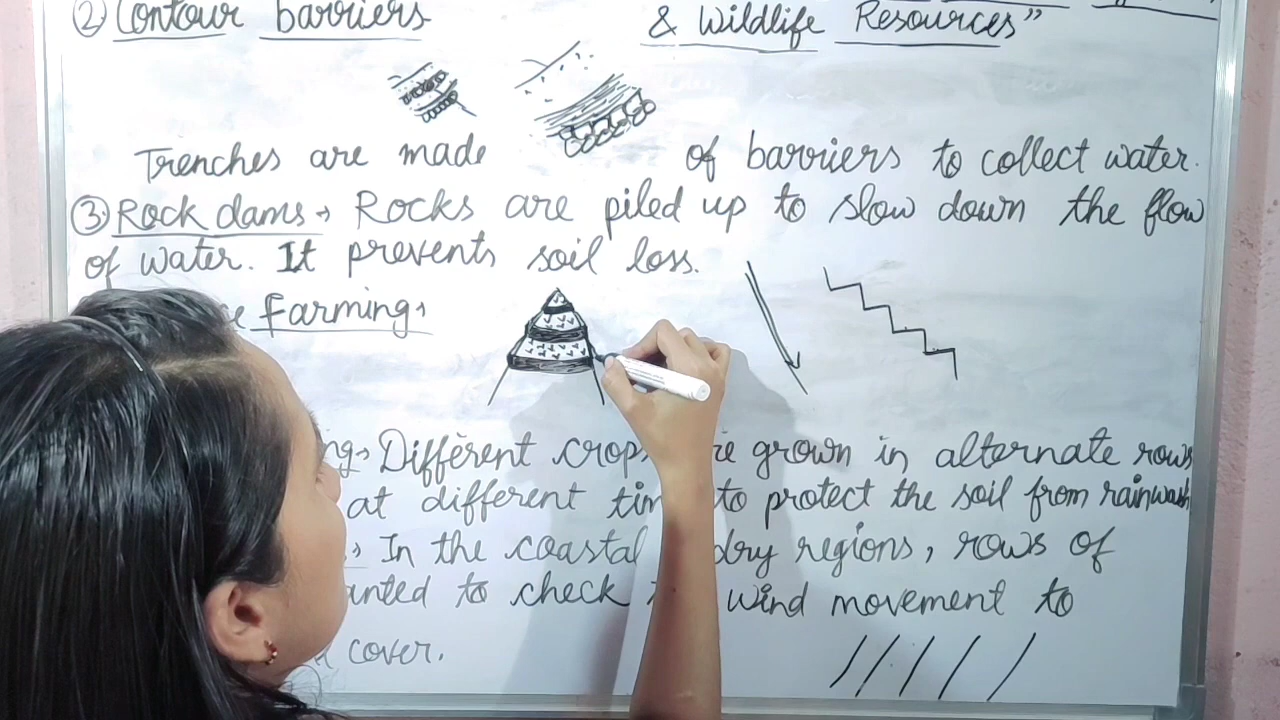 ② Contour barriers
& Wildlife Resources”
Trenches are made of barriers to collect water.
③ Rock dams → Rocks are piled up to slow down the flow
of water. It prevents soil loss.
Farming →
Different crops grown in alternate rows
at different to protect the soil from rainwash
In the coastal dry regions, rows of
to check wind movement to
cover.